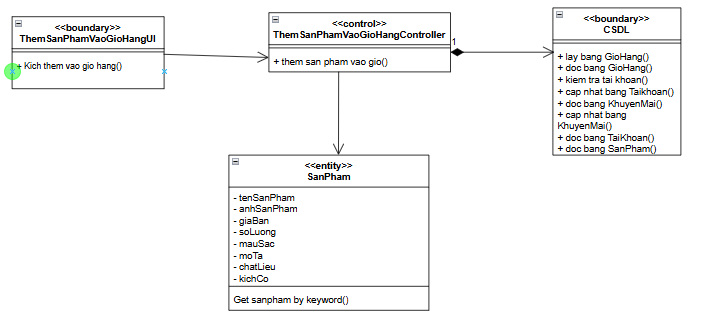 <<boundary>>
ThemSanPhamVaoGioHangUI
+ Kich them vao gio hang()
<<control>>
ThemSanPhamVaoGioHangController
+ them san pham vao gio()
1
<<boundary>>
CSDL
+ lay bang GioHang()
+ doc bang GioHang()
+ kiem tra tai khoan()
+ cap nhat bang Taikhoan()
+ doc bang KhuyenMai()
+ cap nhat bang
KhuyenMai()
+ doc bang TaiKhoan()
+ doc bang SanPham()
<<entity>>
SanPham
- tenSanPham
- anhSanPham
- giaBan
- soLuong
- mauSac
- moTa
- chatLieu
- kichCo
Get sanpham by keyword()